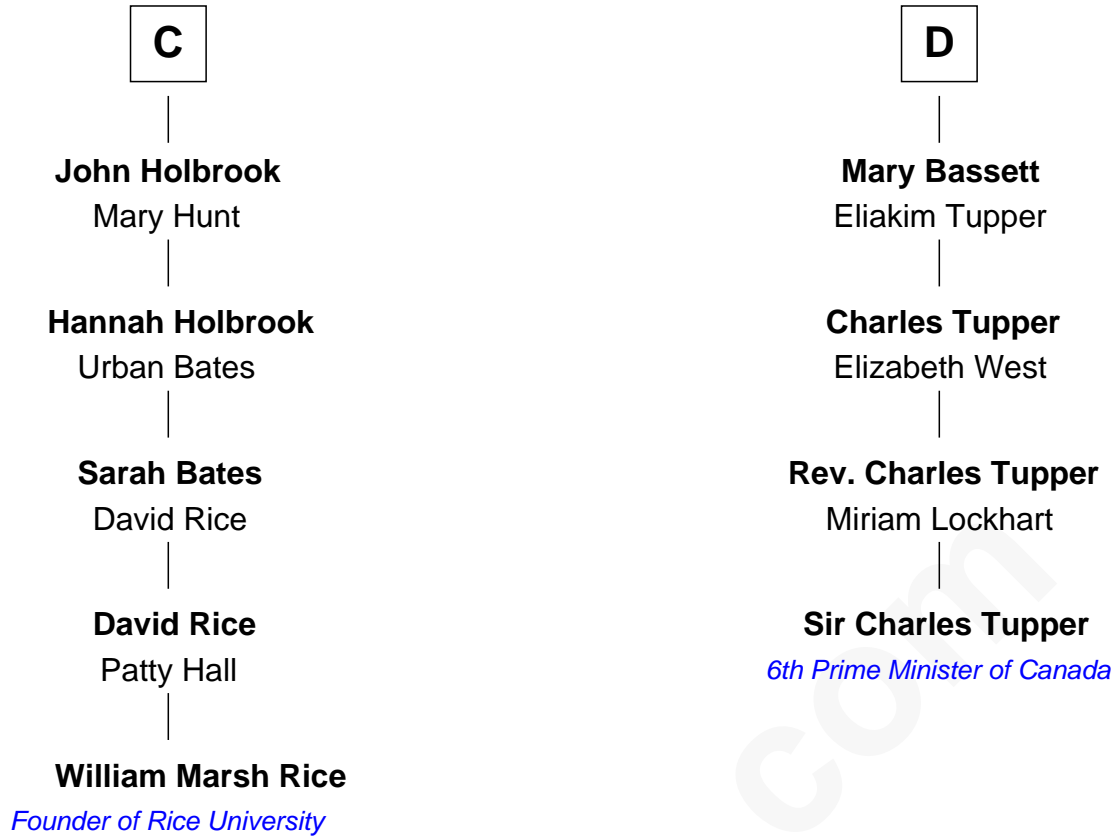 C
John Holbrook
Mary Hunt
Hannah Holbrook
Urban Bates
Sarah Bates
David Rice
David Rice
Patty Hall
William Marsh Rice
Founder of Rice University
D
Mary Bassett
Eliakim Tupper
Charles Tupper
Elizabeth West
Rev. Charles Tupper
Miriam Lockhart
Sir Charles Tupper
6th Prime Minister of Canada
com